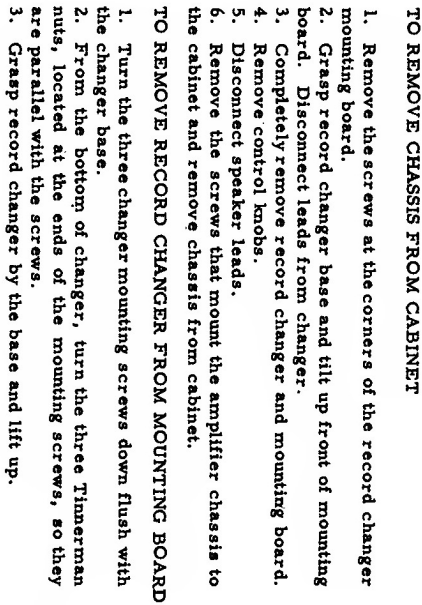 TO REMOVE CHASSIS FROM CABINET
1. Remove the screws at the corners of the record changer
mounting board.
2. Grasp record changer base and tilt up front of mounting
board. Disconnect leads from changer.
3. Completely remove record changer and mounting board.
4. Remove control knobs.
5. Disconnect speaker leads.
6. Remove the screws that mount the amplifier chassis to
the cabinet and remove chassis from cabinet.
TO REMOVE RECORD CHANGER FROM MOUNTING BOARD
1. Turn the three changer mounting screws down flush with
the changer base.
2. From the bottom of changer, turn the three Tinnerman
nuts, located at the ends of the mounting screws, so they
are parallel with the screws.
3. Grasp record changer by the base and lift up.